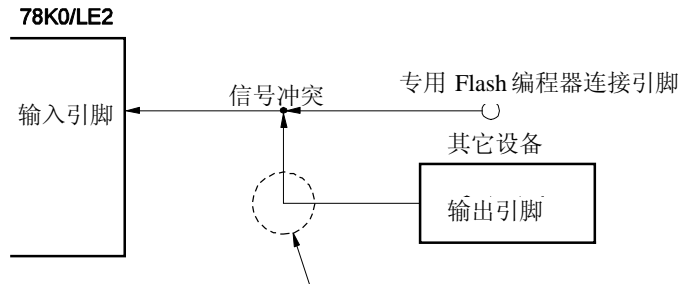 78K0/LE2
信号冲突
专用 Flash 编程器连接引脚
输入引脚
其它设备
输出引脚